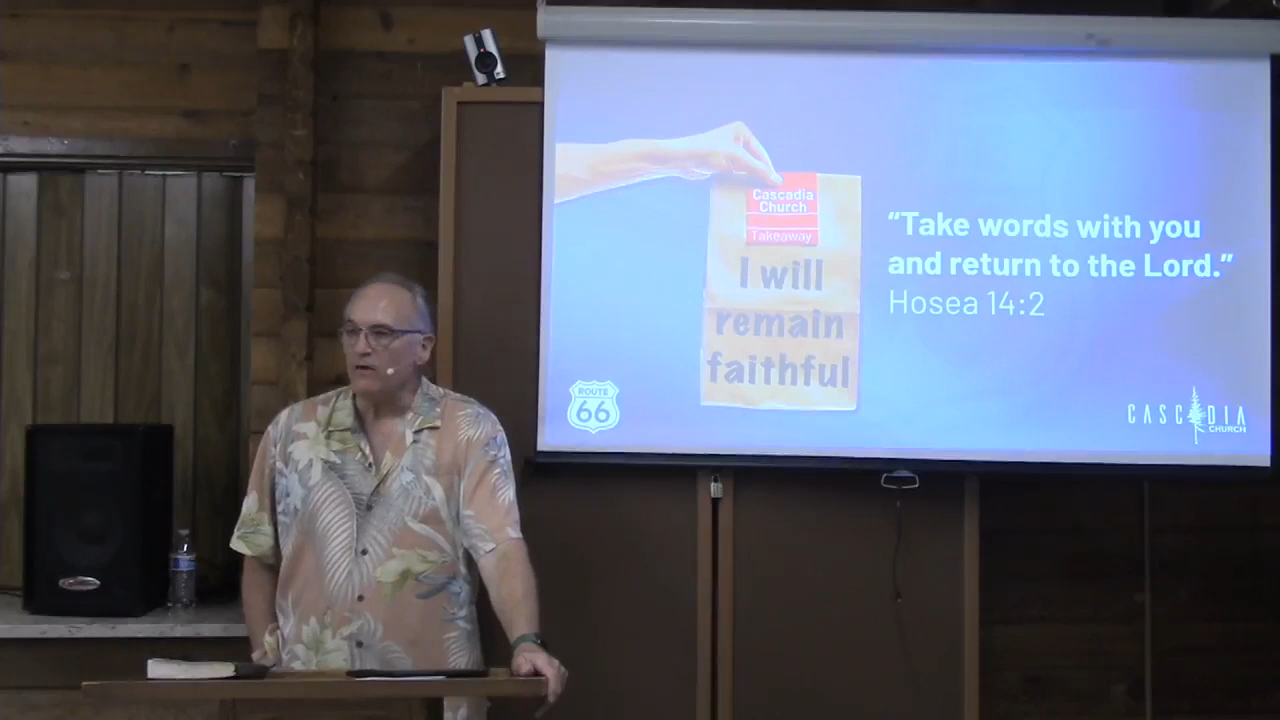 Cascadia
Church
Takeaway
I will
remain
faithful
“Take words with you
and return to the Lord.”
Hosea 14:2
ROUTE
66
CASCADIA
CHURCH